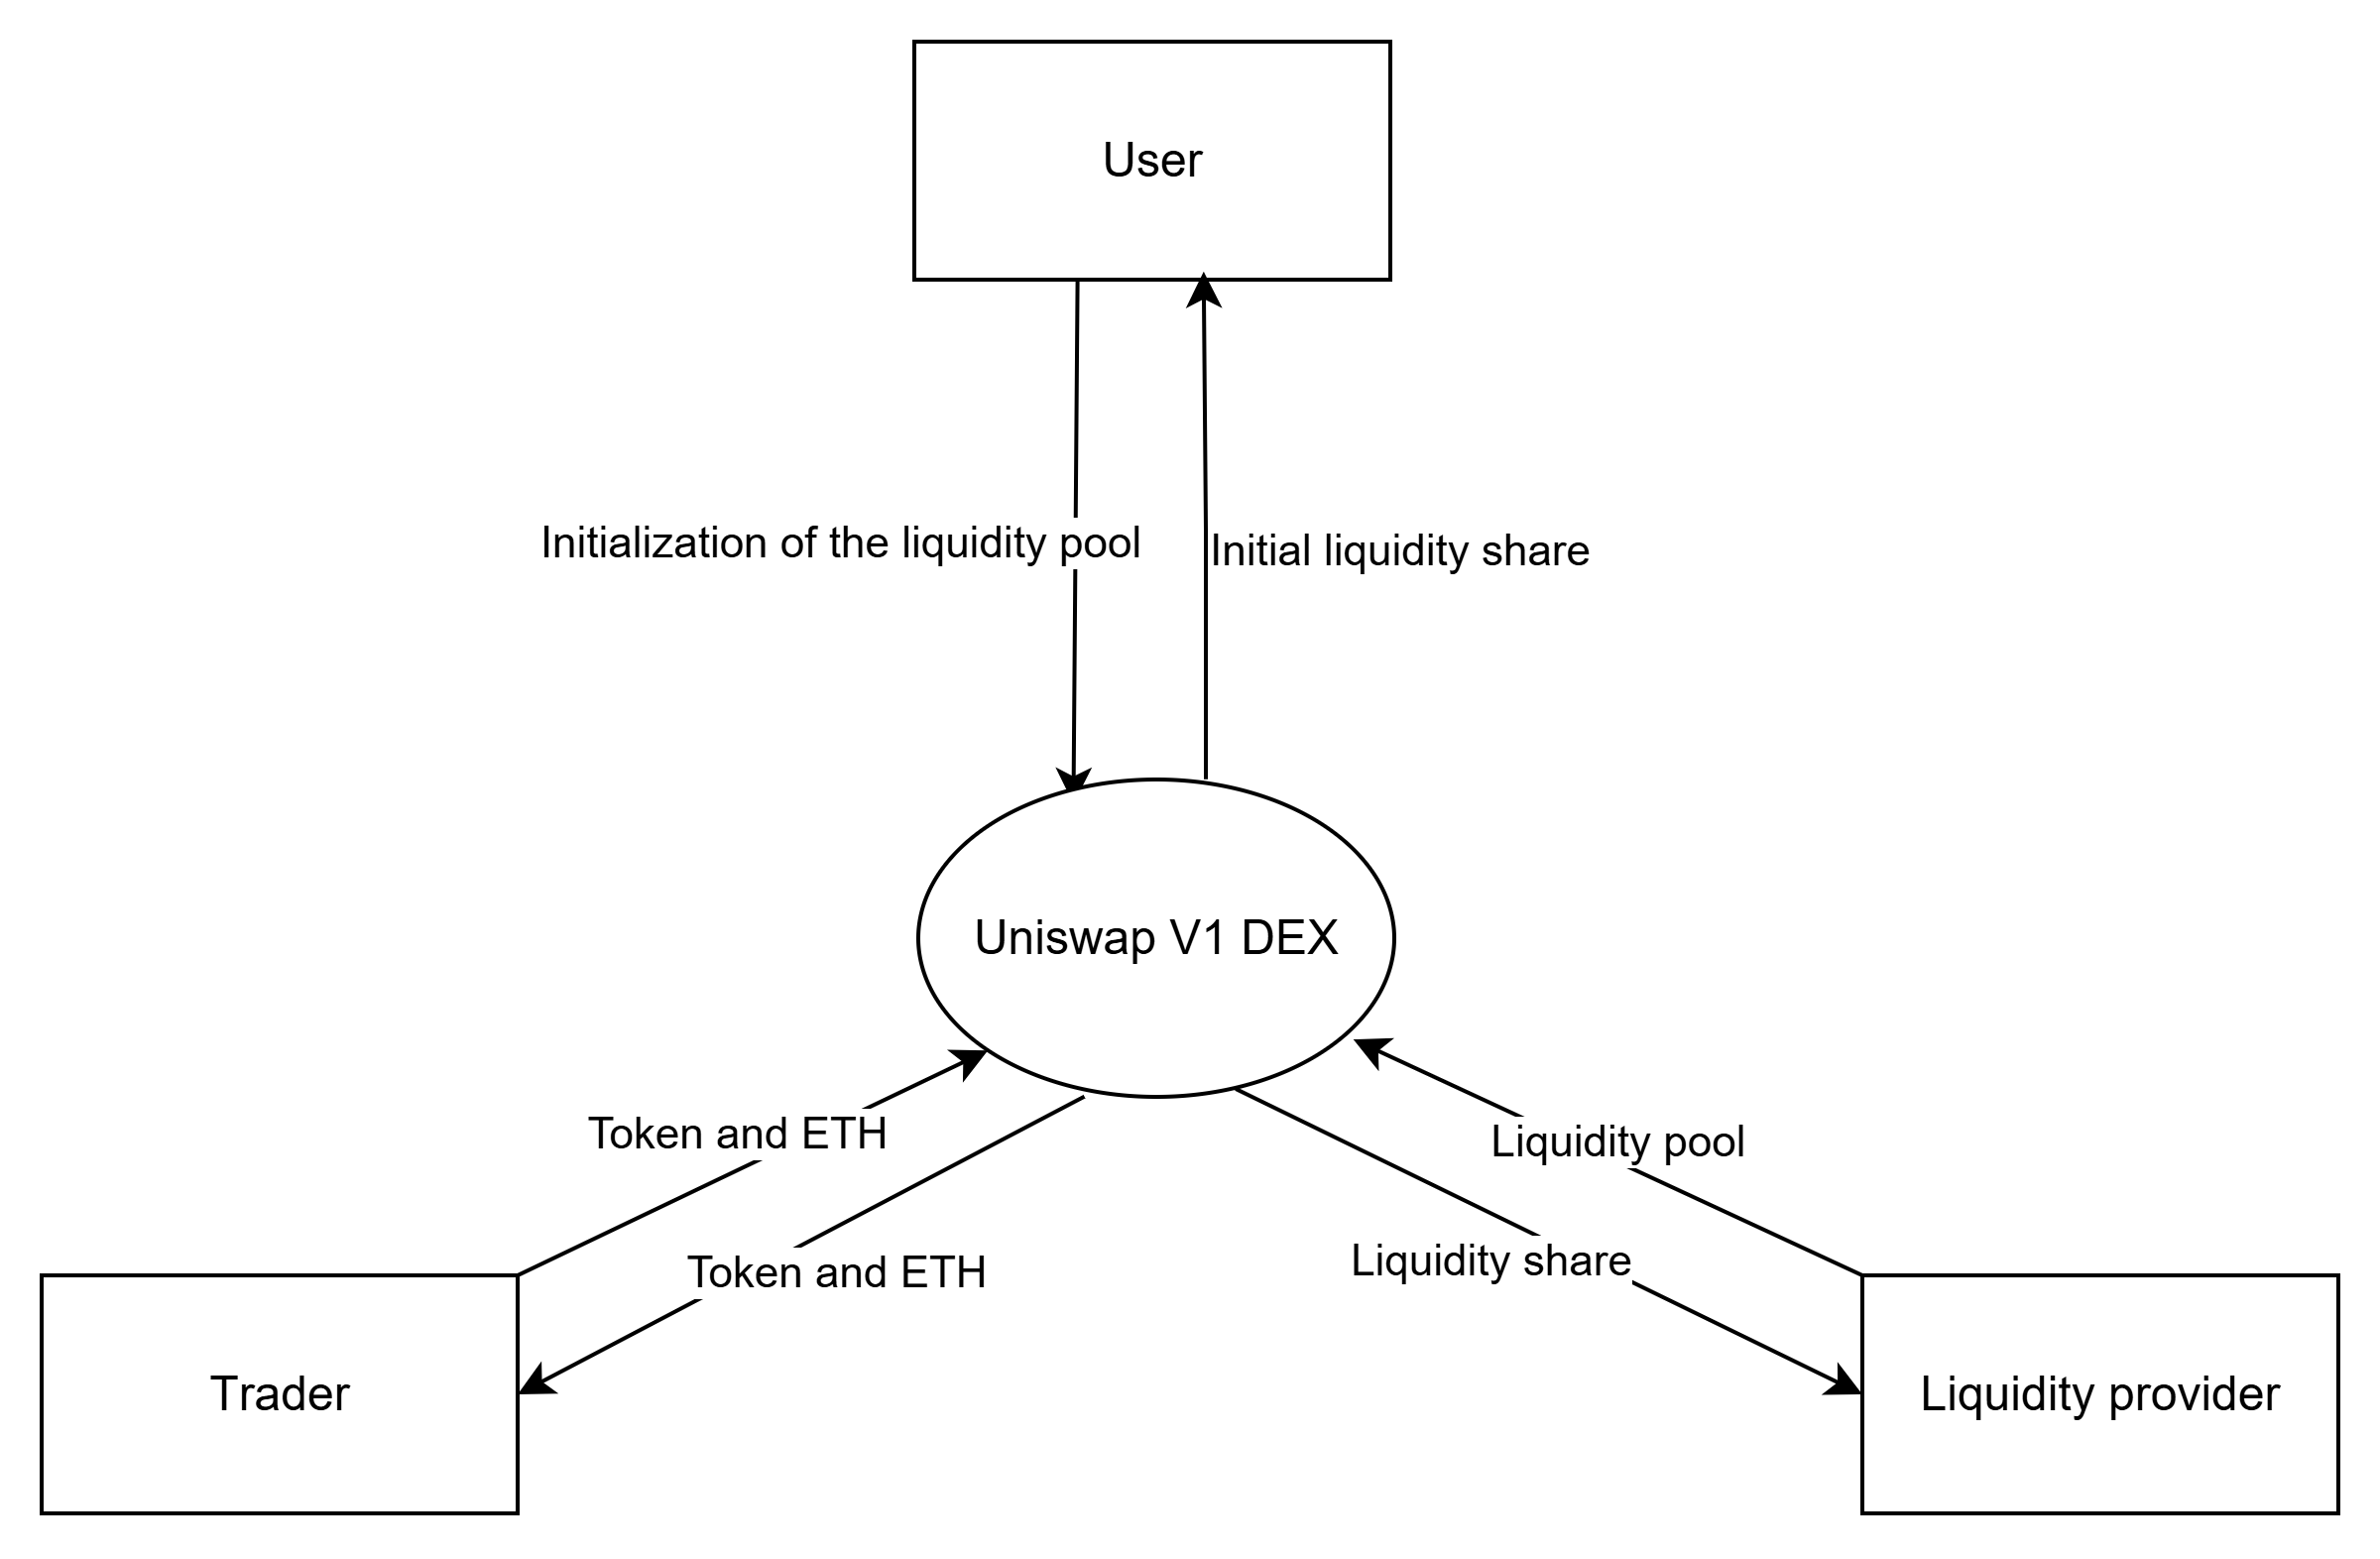 User
Initialization of the liquidity pool
Initial liquidity share
Uniswap V1 DEX
Token and ETH
Liquidity pool
Token and ETH
Liquidity share
Trader
Liquidity provider